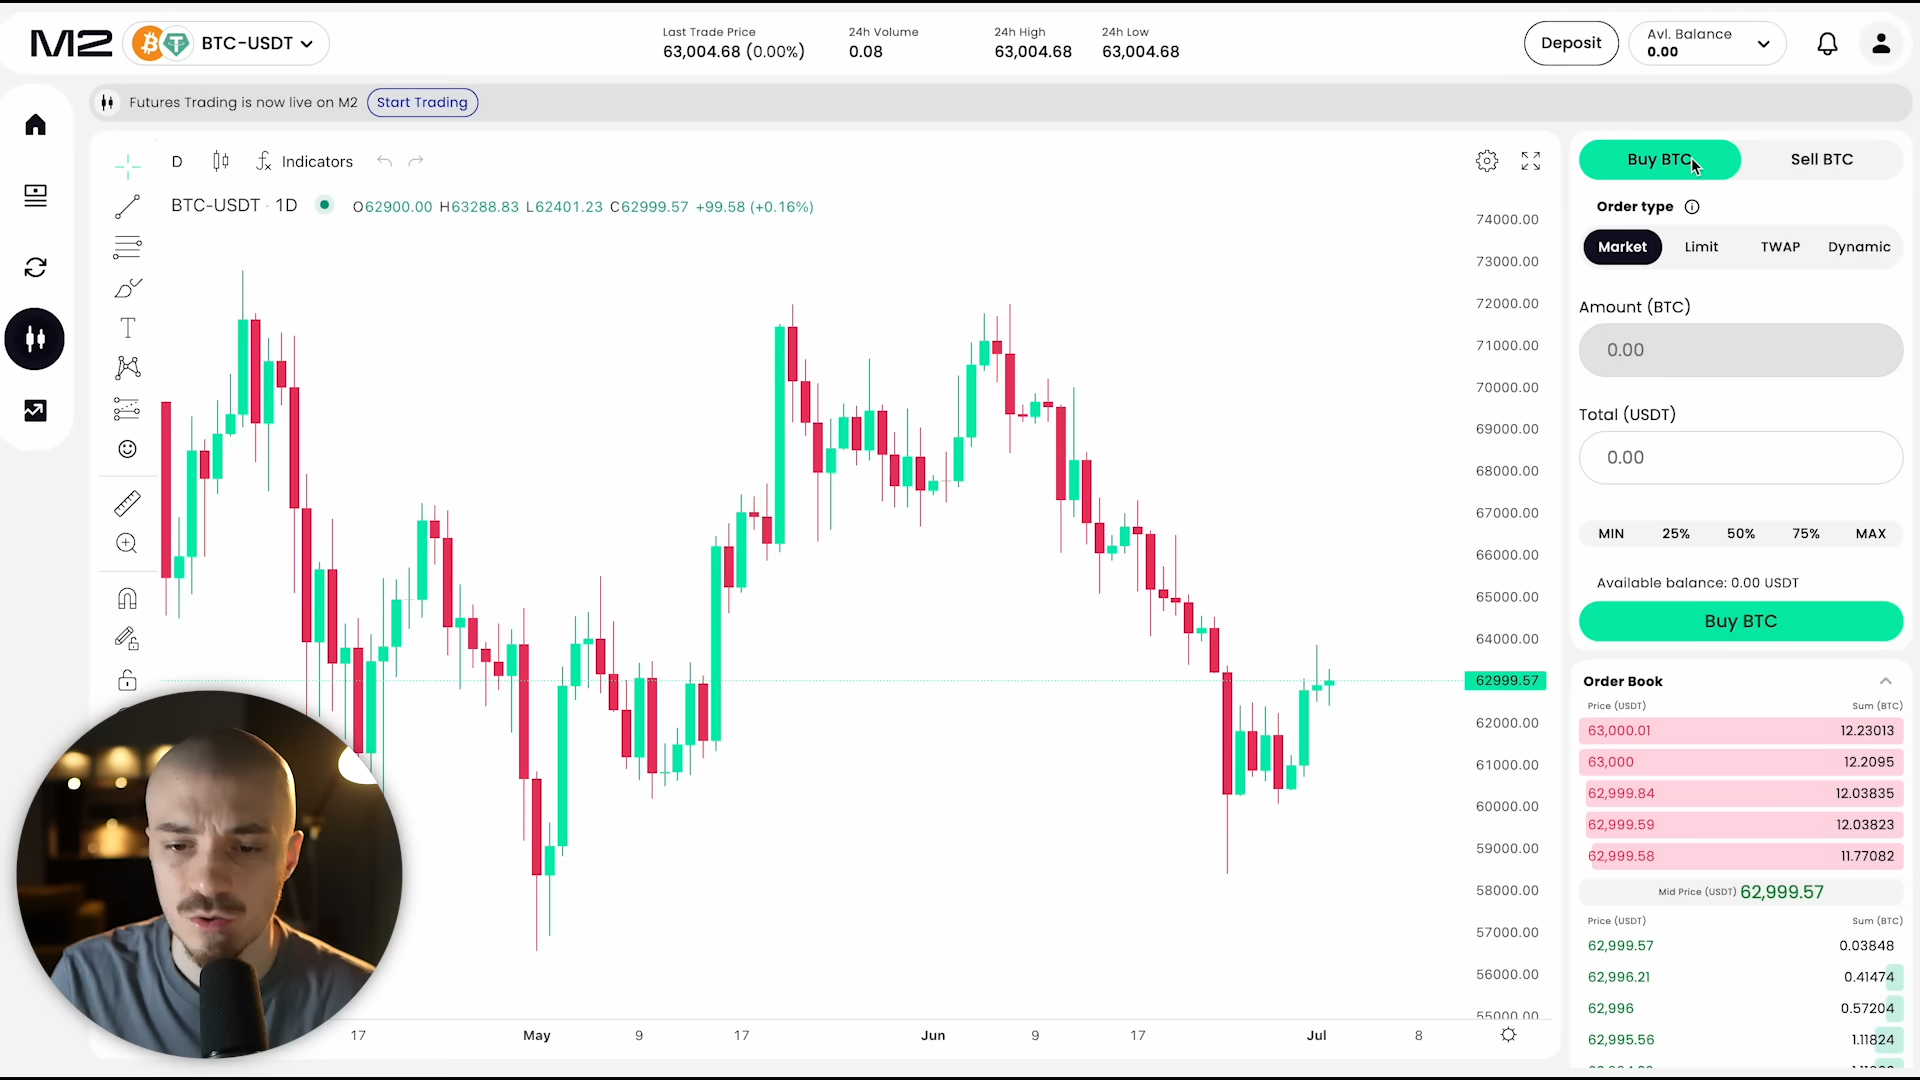 M2
BTC-USDT
Last Trade Price
63,004.68 (0.00%)
24h Volume
0.08
24h High
63,004.68
24h Low
63,004.68
Deposit
Avl. Balance
0.00
Futures Trading is now live on M2
Start Trading
D
Indicators
BTC-USDT · 1D
O62900.00 H63288.83 L62401.23 C62999.57 +99.58 (+0.16%)
74000.00
73000.00
72000.00
71000.00
70000.00
69000.00
68000.00
67000.00
66000.00
65000.00
64000.00
62999.57
62000.00
61000.00
60000.00
59000.00
58000.00
57000.00
56000.00
55000.00
17
May
9
17
Jun
9
17
Jul
8
Buy BTC
Sell BTC
Order type
Market
Limit
TWAP
Dynamic
Amount (BTC)
0.00
Total (USDT)
0.00
MIN
25%
50%
75%
MAX
Available balance: 0.00 USDT
Buy BTC
Order Book
Price (USDT) Sum (BTC)
63,000.01 12.23013
63,000 12.2095
62,999.84 12.03835
62,999.59 12.03823
62,999.58 11.77082
Mid Price (USDT) 62,999.57
Price (USDT) Sum (BTC)
62,999.57 0.03848
62,996.21 0.41474
62,996 0.57204
62,995.56 1.11824